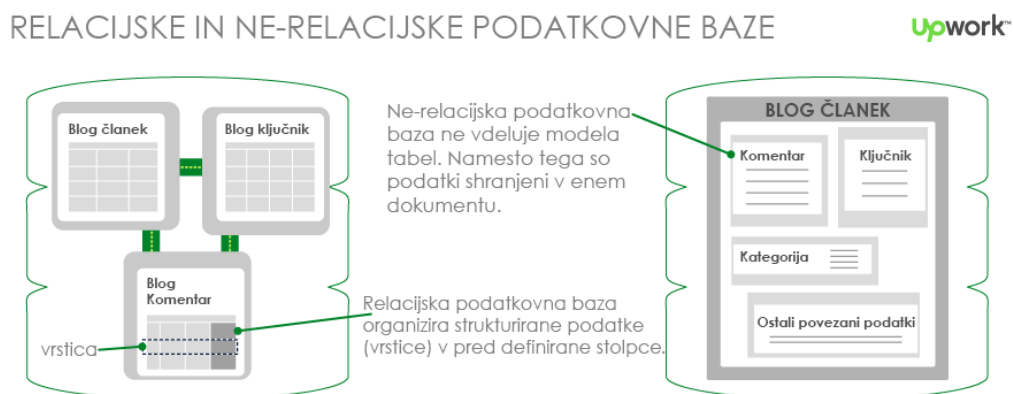 RELACIJSKE IN NE-RELACIJSKE PODATKOVNE BAZE
Upwork™
Blog članek
Blog ključnik
Blog
Komentar
vrstica
Ne-relacijska podatkovna
baza ne vdeluje modela
tabel. Namesto tega so
podatki shranjeni v enem
dokumentu.
Relacijska podatkovna baza
organizira strukturirane podatke
(vrstice) v pred definirane stolpce.
BLOG ČLANEK
Komentar
Ključnik
Kategorija
Ostali povezani podatki